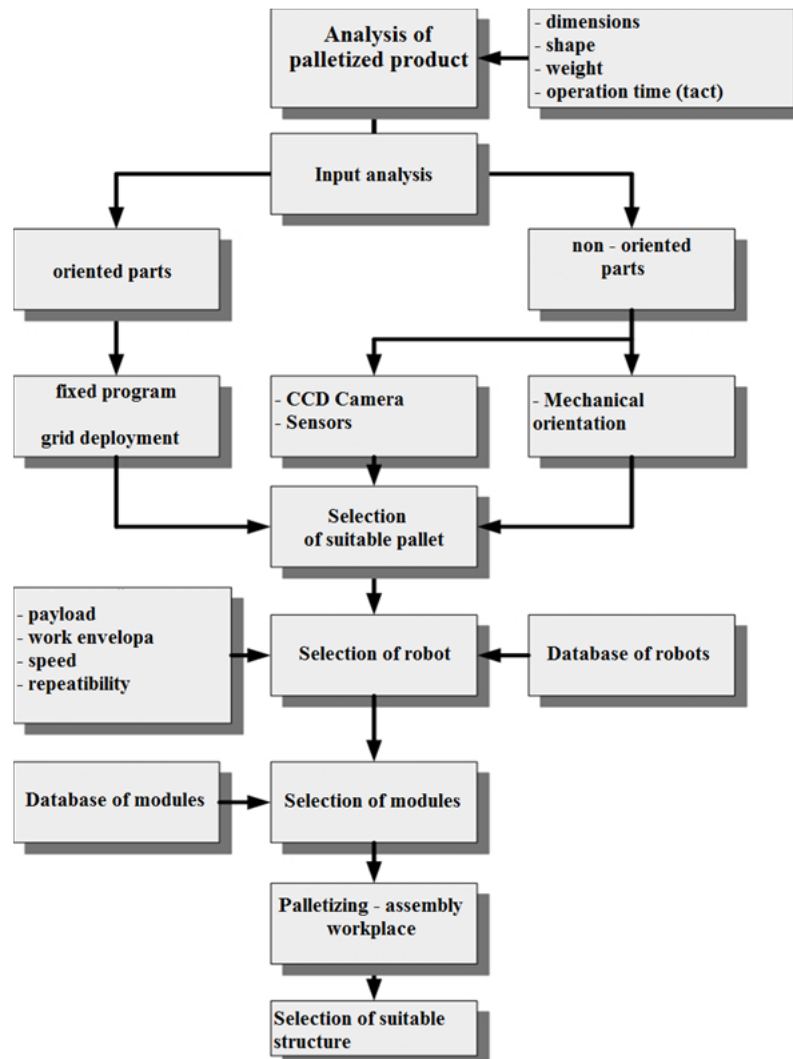 Analysis of
palletized product
- dimensions
- shape
- weight
- operation time (tact)
Input analysis
oriented parts
non - oriented
parts
fixed program
grid deployment
- CCD Camera
- Sensors
- Mechanical
orientation
Selection
of suitable pallet
- payload
- work envelopa
- speed
- repeatibility
Selection of robot
Database of robots
Database of modules
Selection of modules
Palletizing - assembly
workplace
Selection of suitable
structure